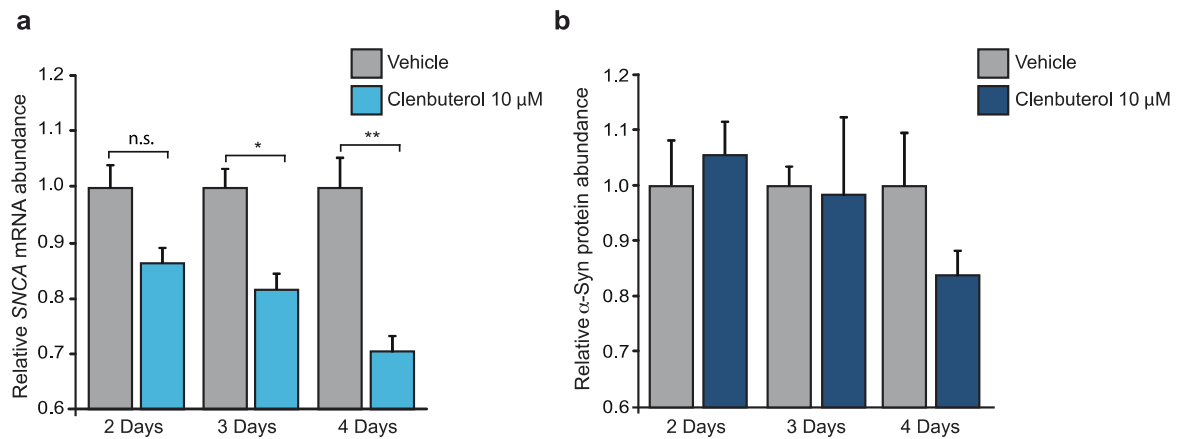 a
Vehicle
Clenbuterol 10 μM
Relative SNCA mRNA abundance
1.2
1.1
1.0
0.9
0.8
0.7
0.6
n.s.
*
**
2 Days
3 Days
4 Days
b
Vehicle
Clenbuterol 10 μM
Relative α-Syn protein abundance
1.2
1.1
1.0
0.9
0.8
0.7
0.6
2 Days
3 Days
4 Days